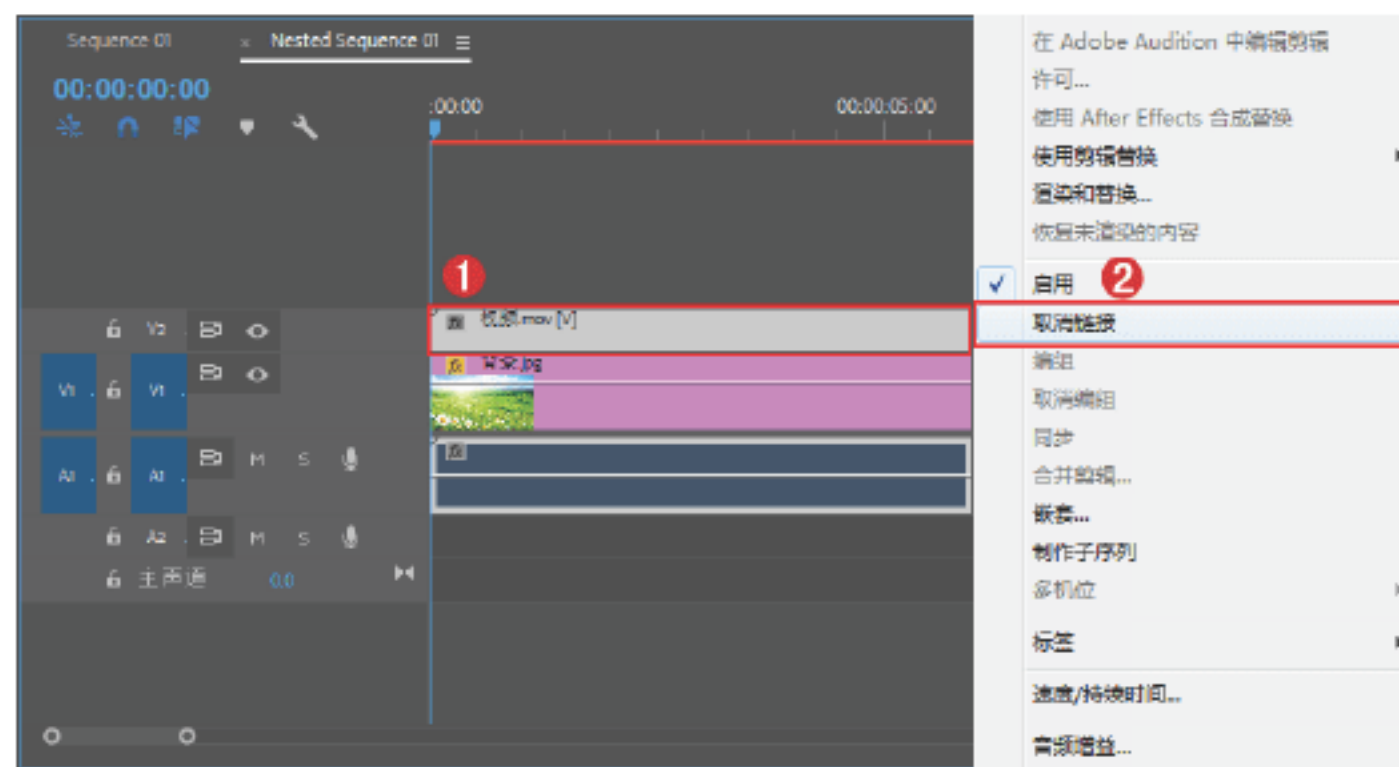 Sequence 01
× Nested Sequence 01
00:00:00:00
:00:00
00:00:05:00
1
V2
fx 视频.mov [V]
fx 背景.jpg
V1
V1
A1
A1
M S
fx
A2
M S
主声道
0.0
在 Adobe Audition 中编辑剪辑
许可...
使用 After Effects 合成替换
使用剪辑替换
渲染和替换...
恢复未渲染的内容
启用
2
取消链接
编组
取消编组
同步
合并剪辑...
嵌套...
制作子序列
多机位
标签
速度/持续时间...
音频增益...